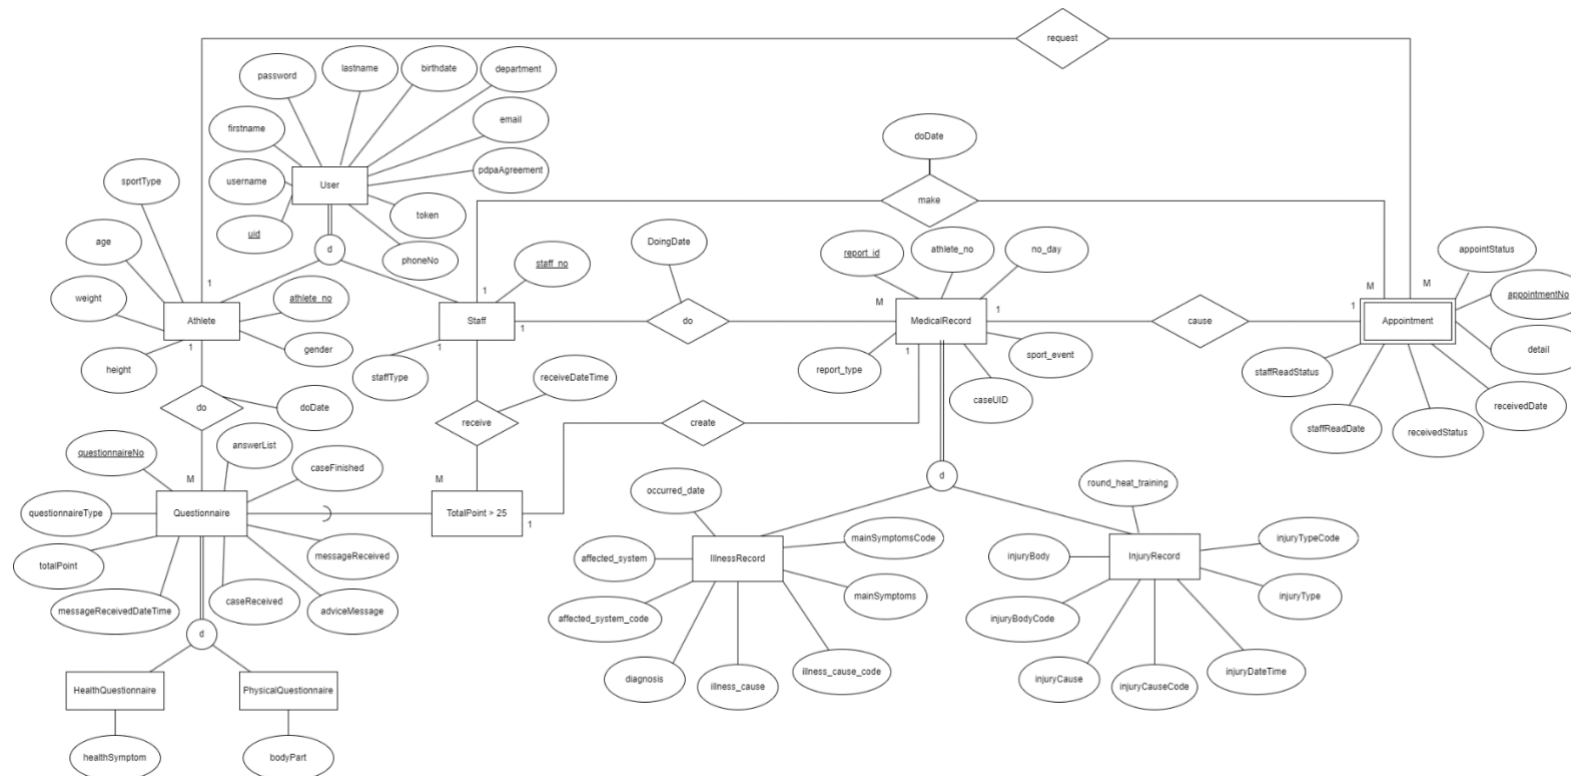 request
password
lastname
birthdate
department
firstname
email
doDate
username
User
pdpaAgreement
sportType
make
uid
token
age
d
phoneNo
DoingDate
report_id
athlete_no
no_day
appointStatus
staff_no
weight
1
athlete_no
1
M
1
M
M
1
appointmentNo
Athlete
Staff
1
do
MedicalRecord
cause
Appointment
1
gender
1
1
height
staffType
receiveDateTime
report_type
sport_event
detail
staffReadStatus
do
doDate
receive
create
caseUID
receivedDate
staffReadDate
receivedStatus
questionnaireNo
answerList
caseFinished
M
M
d
occurred_date
round_heat_training
questionnaireType
Questionnaire
TotalPoint > 25
1
messageReceived
affected_system
IllnessRecord
mainSymptomsCode
injuryBody
InjuryRecord
injuryTypeCode
totalPoint
messageReceivedDateTime
caseReceived
adviceMessage
affected_system_code
mainSymptoms
injuryBodyCode
injuryType
d
diagnosis
illness_cause
illness_cause_code
injuryCause
injuryCauseCode
injuryDateTime
HealthQuestionnaire
PhysicalQuestionnaire
healthSymptom
bodyPart